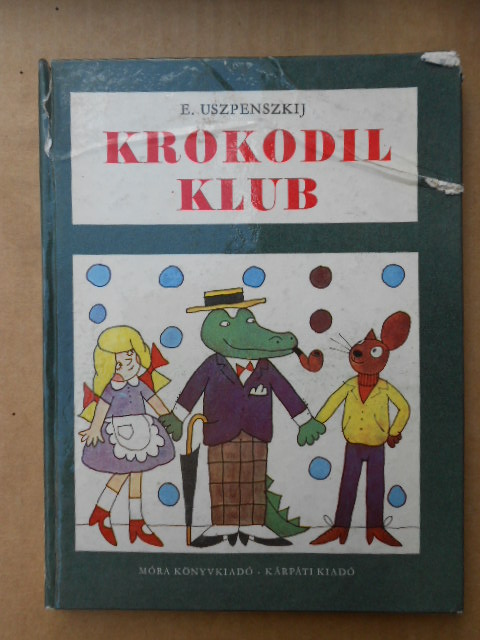 E. USZPENSZKIJ
KROKODIL
KLUB
MÓRA KÖNYVKIADÓ · KÁRPÁTI KIADÓ